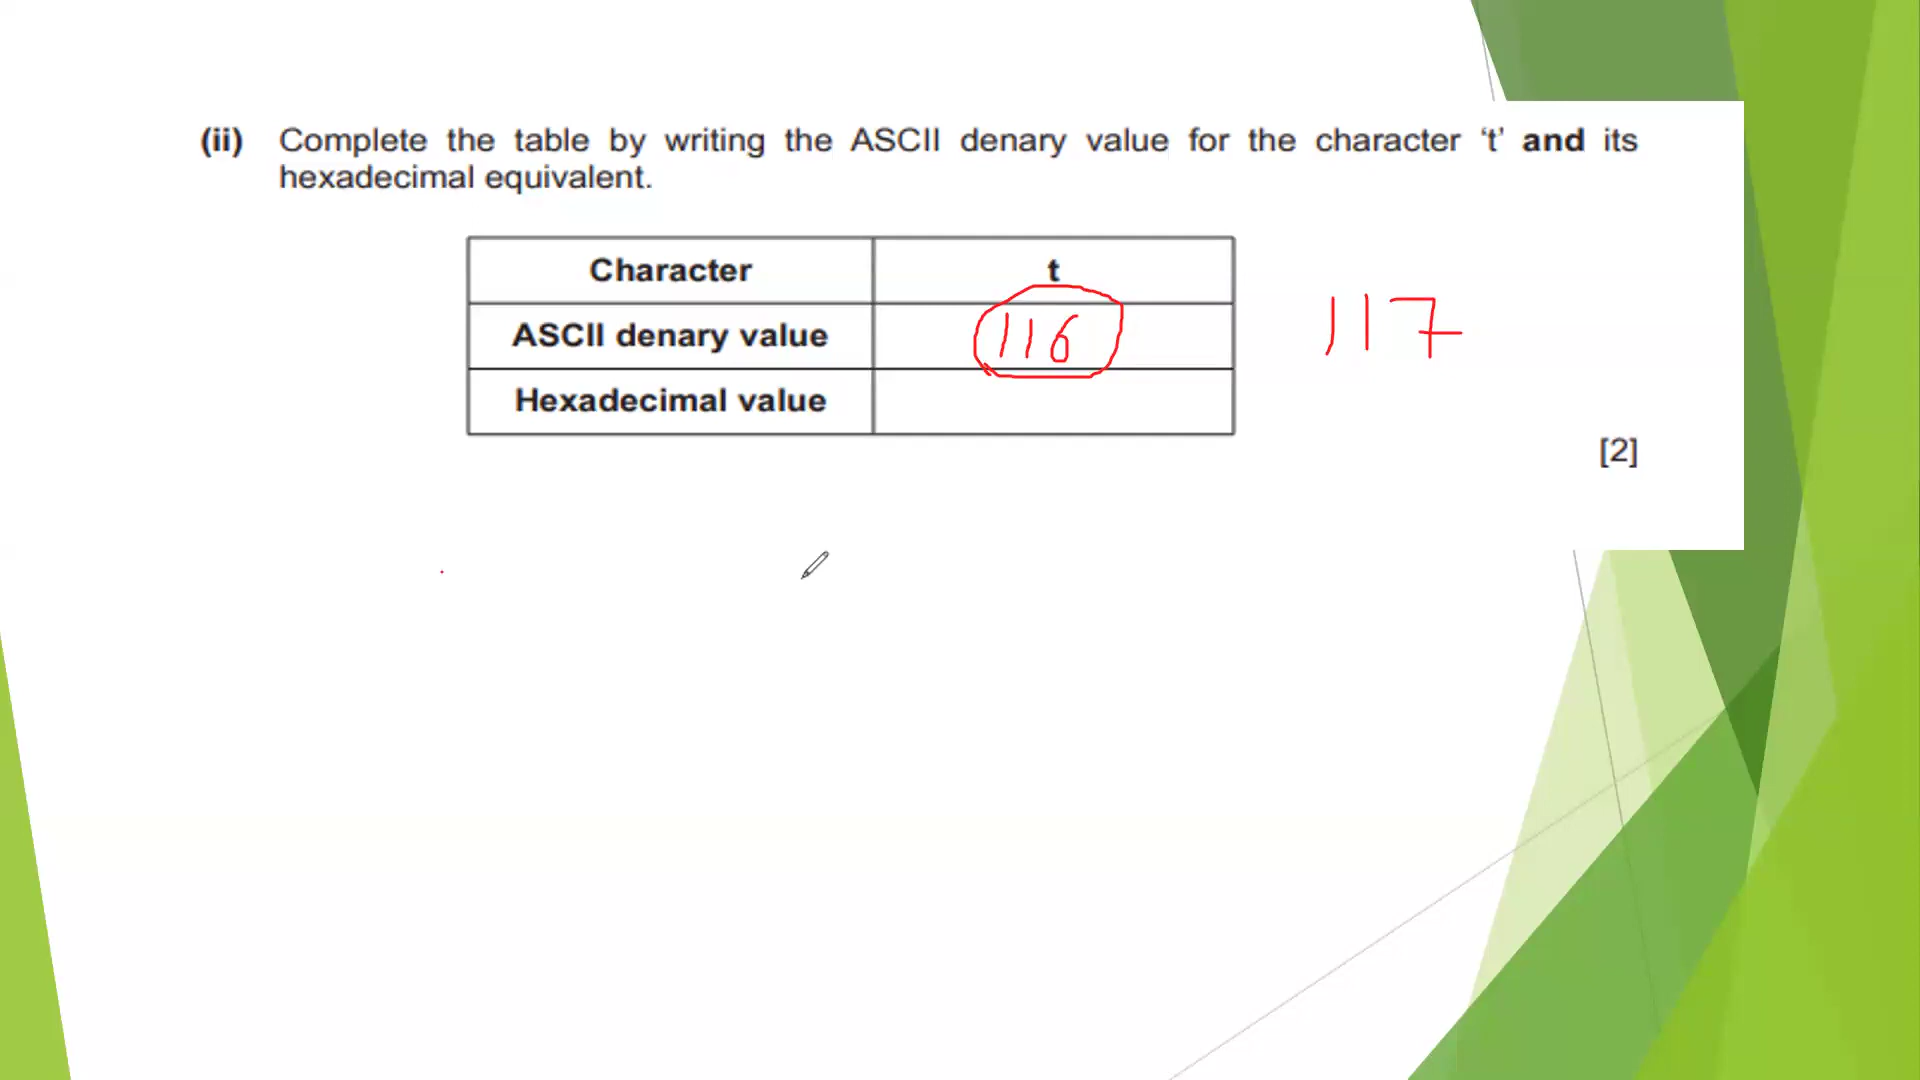 (ii) Complete the table by writing the ASCII denary value for the character ‘t’ and its
hexadecimal equivalent.
Character t
ASCII denary value 116 117
Hexadecimal value
[2]